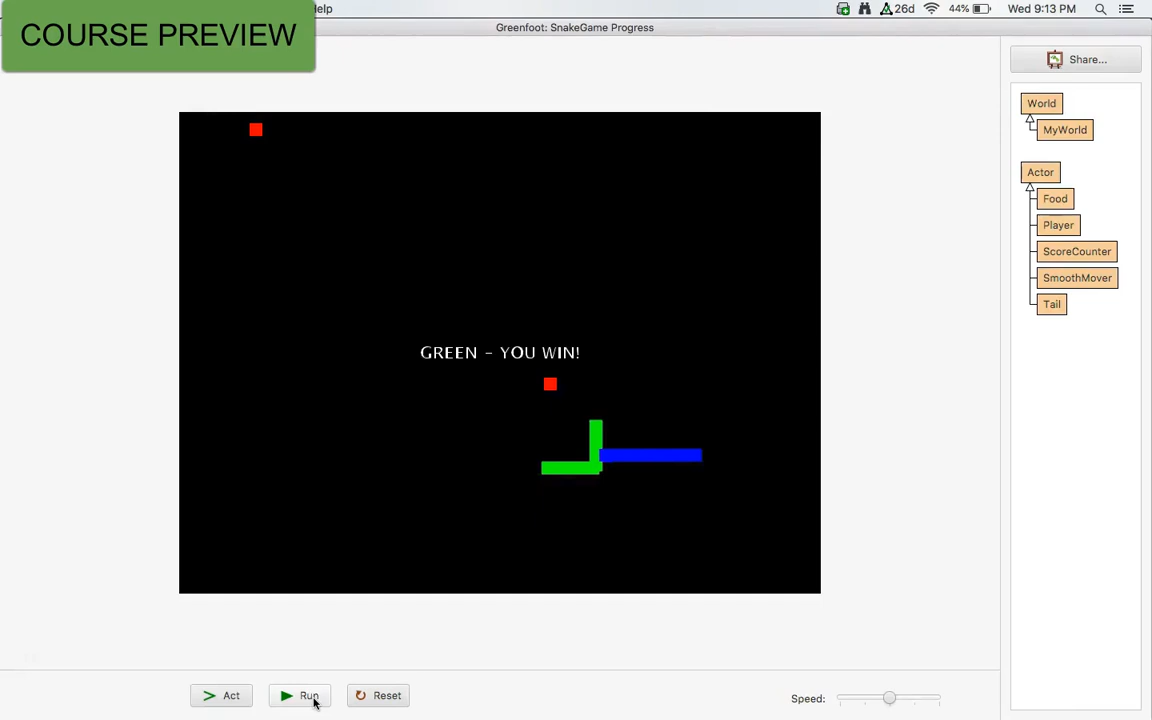 COURSE PREVIEW
Help
26d 44% Wed 9:13 PM
Greenfoot: SnakeGame Progress
Share...
World
MyWorld
Actor
Food
Player
ScoreCounter
SmoothMover
Tail
GREEN - YOU WIN!
Act Run Reset Speed: